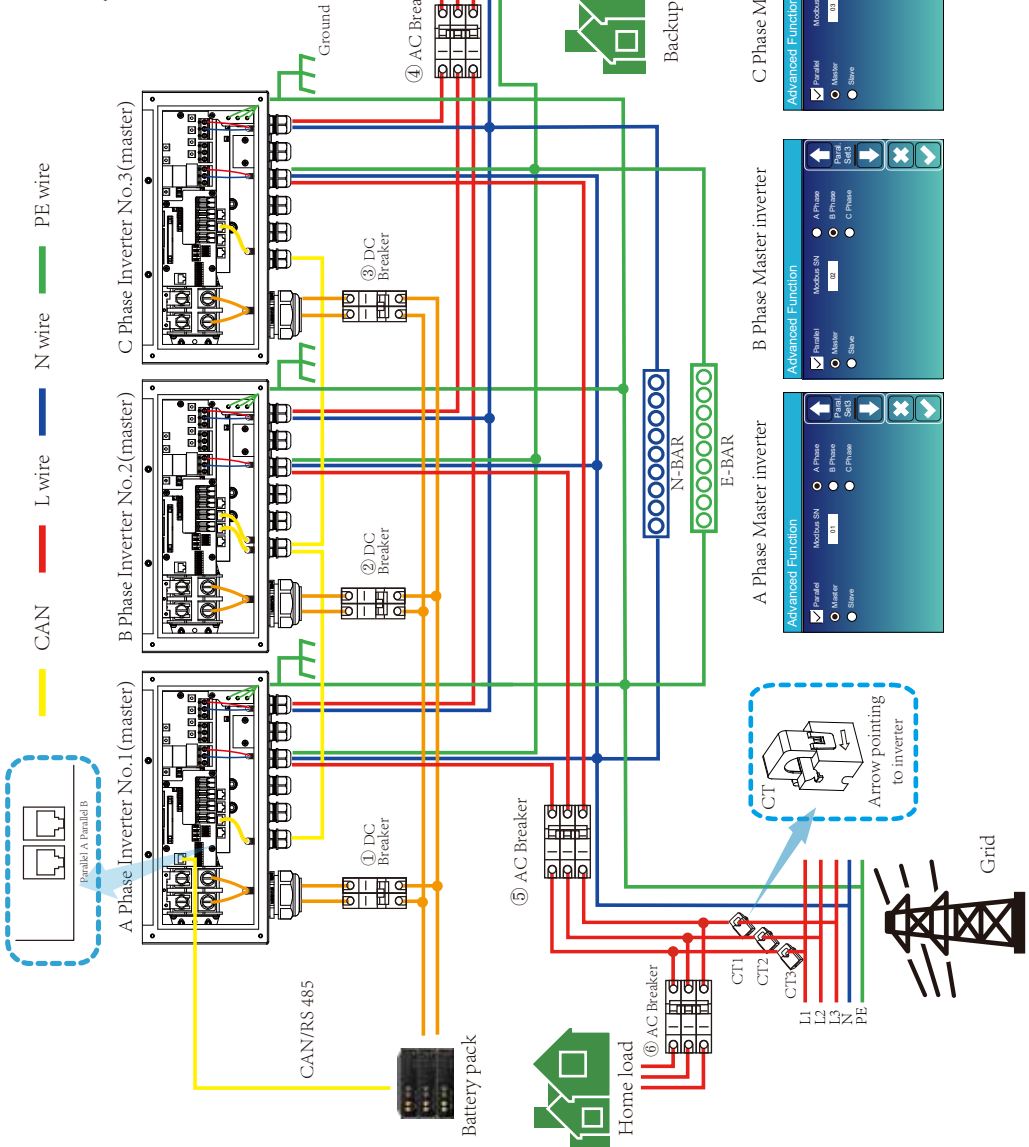 CAN
L wire
N wire
PE wire
Parallel A Parallel B
A Phase Inverter No.1(master)
B Phase Inverter No.2(master)
C Phase Inverter No.3(master)
Ground
CAN/RS 485
① DC
Breaker
② DC
Breaker
③ DC
Breaker
④ AC Brea
Battery pack
⑤ AC Breaker
Backup
Home load
⑥ AC Breaker
N-BAR
E-BAR
CT1
CT2
CT3
L1
L2
L3
N
PE
CT
Arrow pointing
to inverter
Grid
A Phase Master inverter
Advanced Function
Parallel
Master
Slave
Modbus SN
01
A Phase
B Phase
C Phase
Paral.
Set3
B Phase Master inverter
Advanced Function
Parallel
Master
Slave
Modbus SN
02
A Phase
B Phase
C Phase
Paral.
Set3
C Phase M
Advanced Function
Parallel
Master
Slave
Modbus
03